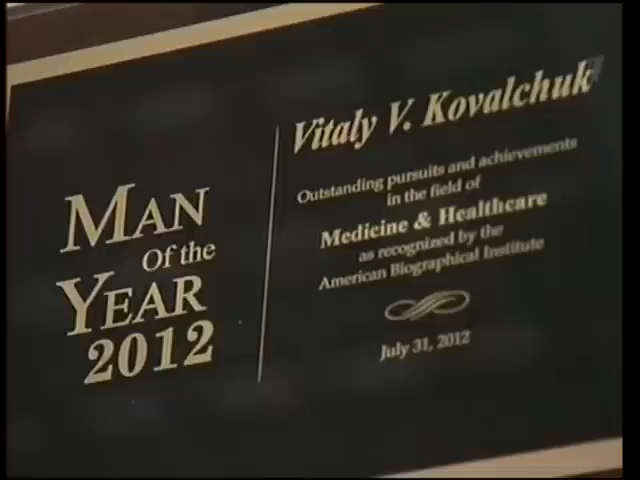 MAN
Of the
YEAR
2012
Vitaly V. Kovalchuk
Outstanding pursuits and achievements
in the field of
Medicine & Healthcare
as recognized by the
American Biographical Institute
July 31, 2012